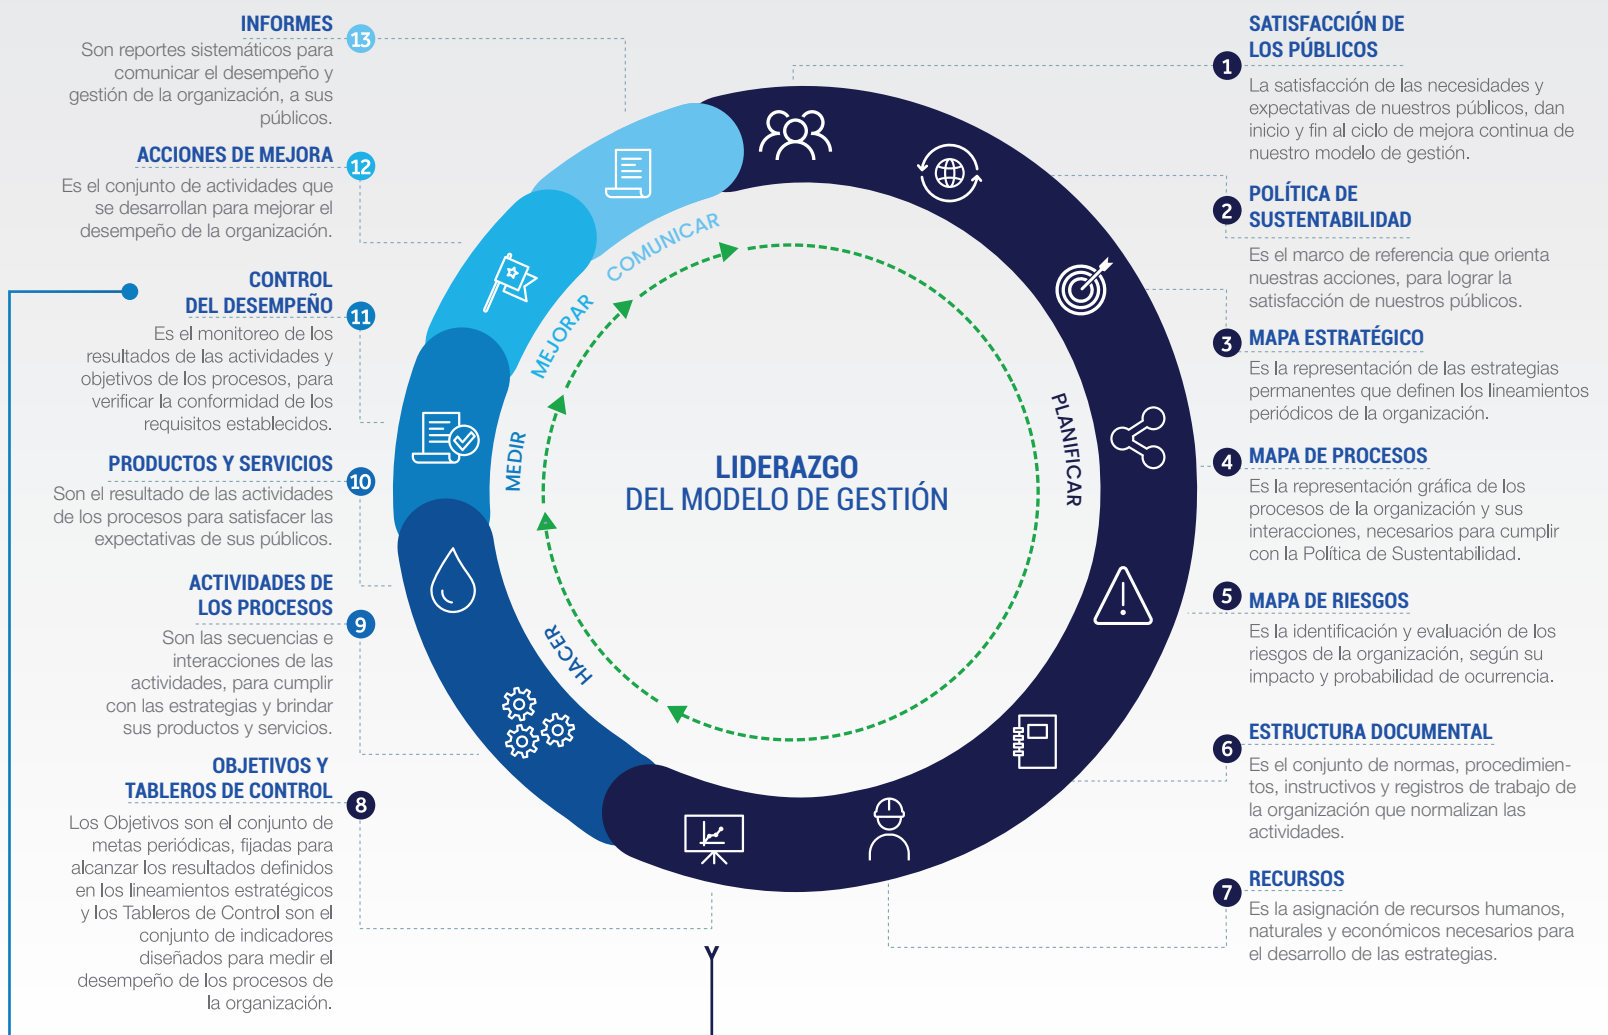 INFORMES
13
Son reportes sistemáticos para
comunicar el desempeño y
gestión de la organización, a sus
públicos.
ACCIONES DE MEJORA
12
Es el conjunto de actividades que
se desarrollan para mejorar el
desempeño de la organización.
CONTROL
DEL DESEMPEÑO
11
Es el monitoreo de los
resultados de las actividades y
objetivos de los procesos, para
verificar la conformidad de los
requisitos establecidos.
PRODUCTOS Y SERVICIOS
10
Son el resultado de las actividades
de los procesos para satisfacer las
expectativas de sus públicos.
ACTIVIDADES DE
LOS PROCESOS
9
Son las secuencias e
interacciones de las
actividades, para cumplir
con las estrategias y brindar
sus productos y servicios.
OBJETIVOS Y
TABLEROS DE CONTROL
8
Los Objetivos son el conjunto de
metas periódicas, fijadas para
alcanzar los resultados definidos
en los lineamientos estratégicos
y los Tableros de Control son el
conjunto de indicadores
diseñados para medir el
desempeño de los procesos de
la organización.
COMUNICAR
MEJORAR
MEDIR
HACER
PLANIFICAR
LIDERAZGO
DEL MODELO DE GESTIÓN
SATISFACCIÓN DE
LOS PÚBLICOS
1
La satisfacción de las necesidades y
expectativas de nuestros públicos, dan
inicio y fin al ciclo de mejora continua de
nuestro modelo de gestión.
POLÍTICA DE
SUSTENTABILIDAD
2
Es el marco de referencia que orienta
nuestras acciones, para lograr la
satisfacción de nuestros públicos.
3
MAPA ESTRATÉGICO
Es la representación de las estrategias
permanentes que definen los lineamientos
periódicos de la organización.
4
MAPA DE PROCESOS
Es la representación gráfica de los
procesos de la organización y sus
interacciones, necesarios para cumplir
con la Política de Sustentabilidad.
5
MAPA DE RIESGOS
Es la identificación y evaluación de los
riesgos de la organización, según su
impacto y probabilidad de ocurrencia.
6
ESTRUCTURA DOCUMENTAL
Es el conjunto de normas, procedimien-
tos, instructivos y registros de trabajo de
la organización que normalizan las
actividades.
7
RECURSOS
Es la asignación de recursos humanos,
naturales y económicos necesarios para
el desarrollo de las estrategias.